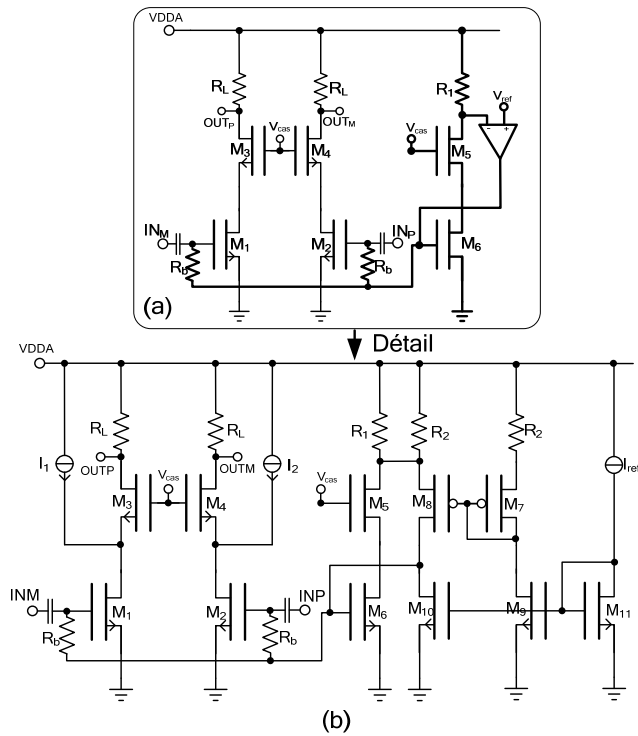 VDDA
R_L R_L R_1 V_ref
OUT_P V_cas OUT_M V_cas - +
M_3 M_4 M_5
IN_M IN_P
M_1 M_2 M_6
R_b R_b
(a)
Détail
VDDA
R_L R_L R_1 R_2 R_2
I_1 OUTP V_cas OUTM I_2 V_cas I_ref
M_3 M_4 M_5 M_8 M_7
INM INP
M_1 M_2 M_6 M_10 M_9 M_11
R_b R_b
(b)